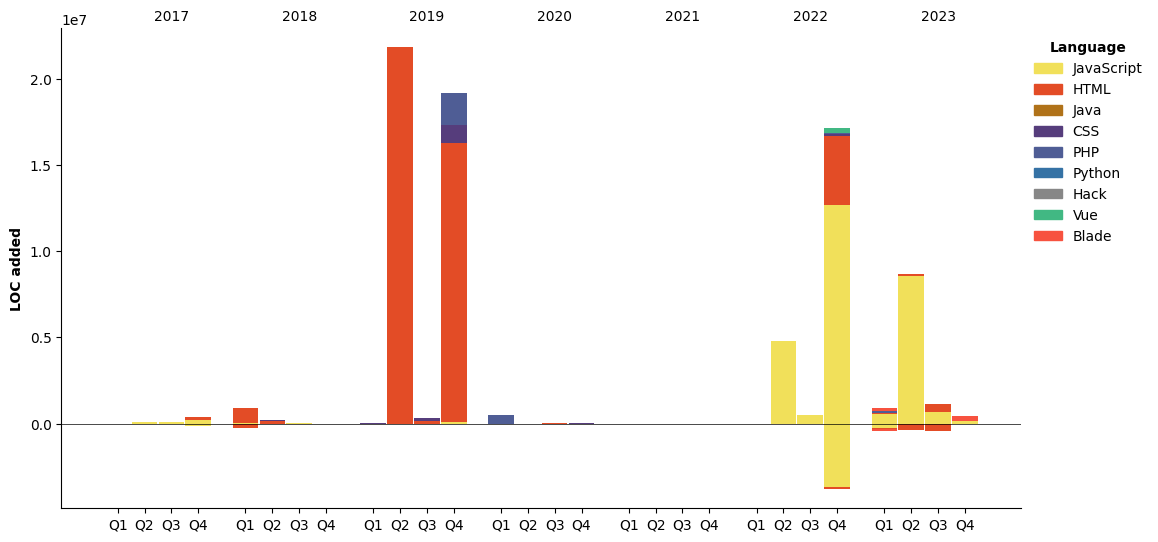 1e7
2017 2018 2019 2020 2021 2022 2023
LOC added
2.0
1.5
1.0
0.5
0.0
Q1 Q2 Q3 Q4 Q1 Q2 Q3 Q4 Q1 Q2 Q3 Q4 Q1 Q2 Q3 Q4 Q1 Q2 Q3 Q4 Q1 Q2 Q3 Q4 Q1 Q2 Q3 Q4
Language
JavaScript
HTML
Java
CSS
PHP
Python
Hack
Vue
Blade